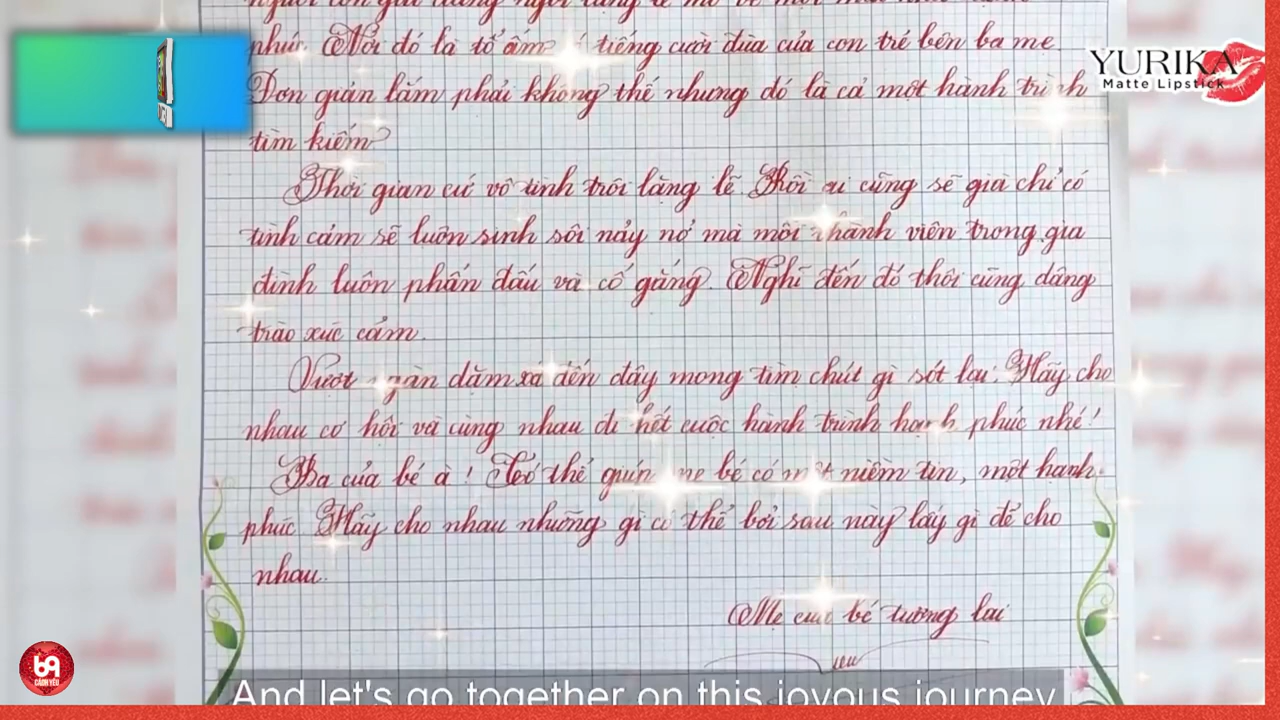 phúc. Nơi đó là tổ ấm có tiếng cười đùa của con trẻ bên ba mẹ
Đơn giản lắm phải không thế nhưng đó là cả một hành trình
tìm kiếm
Thời gian cứ vô tình trôi lặng lẽ. Rồi ai cũng sẽ già chỉ có
tình cảm sẽ luôn sinh sôi nảy nở mà mỗi thành viên trong gia
đình luôn phấn đấu và cố gắng. Nghĩ đến đó thôi cũng dâng
trào xúc cảm.
Vượt ngàn dặm xa đến đây mong tìm chút gì sót lại. Hãy cho
nhau cơ hội và cùng nhau đi hết cuộc hành trình hạnh phúc nhé!
Ba của bé à! Có thể giúp mẹ bé có một niềm tin, một hạnh
phúc. Hãy cho nhau những gì có thể bởi sau này lấy gì để cho
nhau.
Mẹ của bé tương lai
YURIKA
Matte Lipstick
CÁNH YÊU
And let's go together on this joyous journey